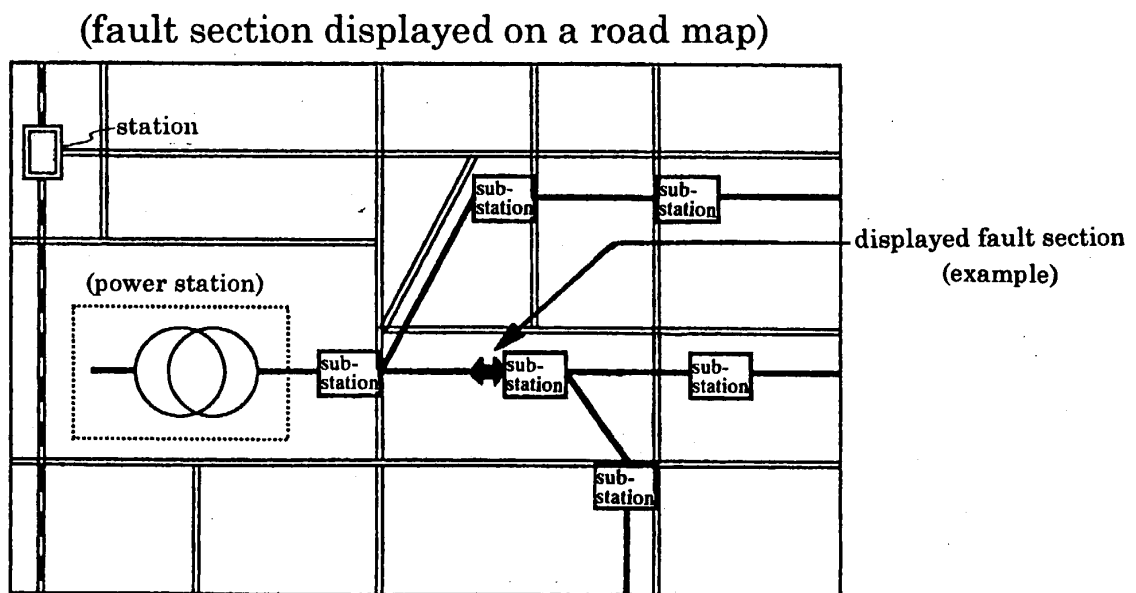 (fault section displayed on a road map)
station
sub-
station
sub-
station
displayed fault section
(example)
(power station)
sub-
station
sub-
station
sub-
station
sub-
station